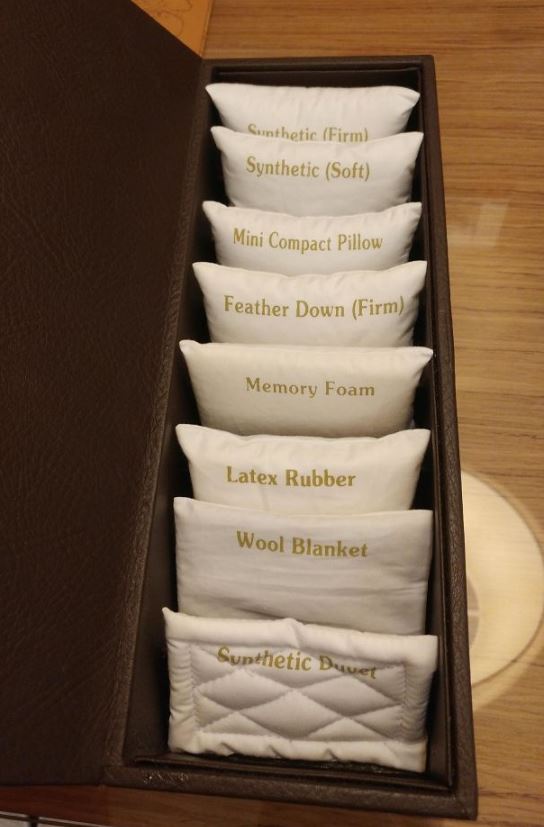 Synthetic (Firm)
Synthetic (Soft)
Mini Compact Pillow
Feather Down (Firm)
Memory Foam
Latex Rubber
Wool Blanket
Synthetic Duvet